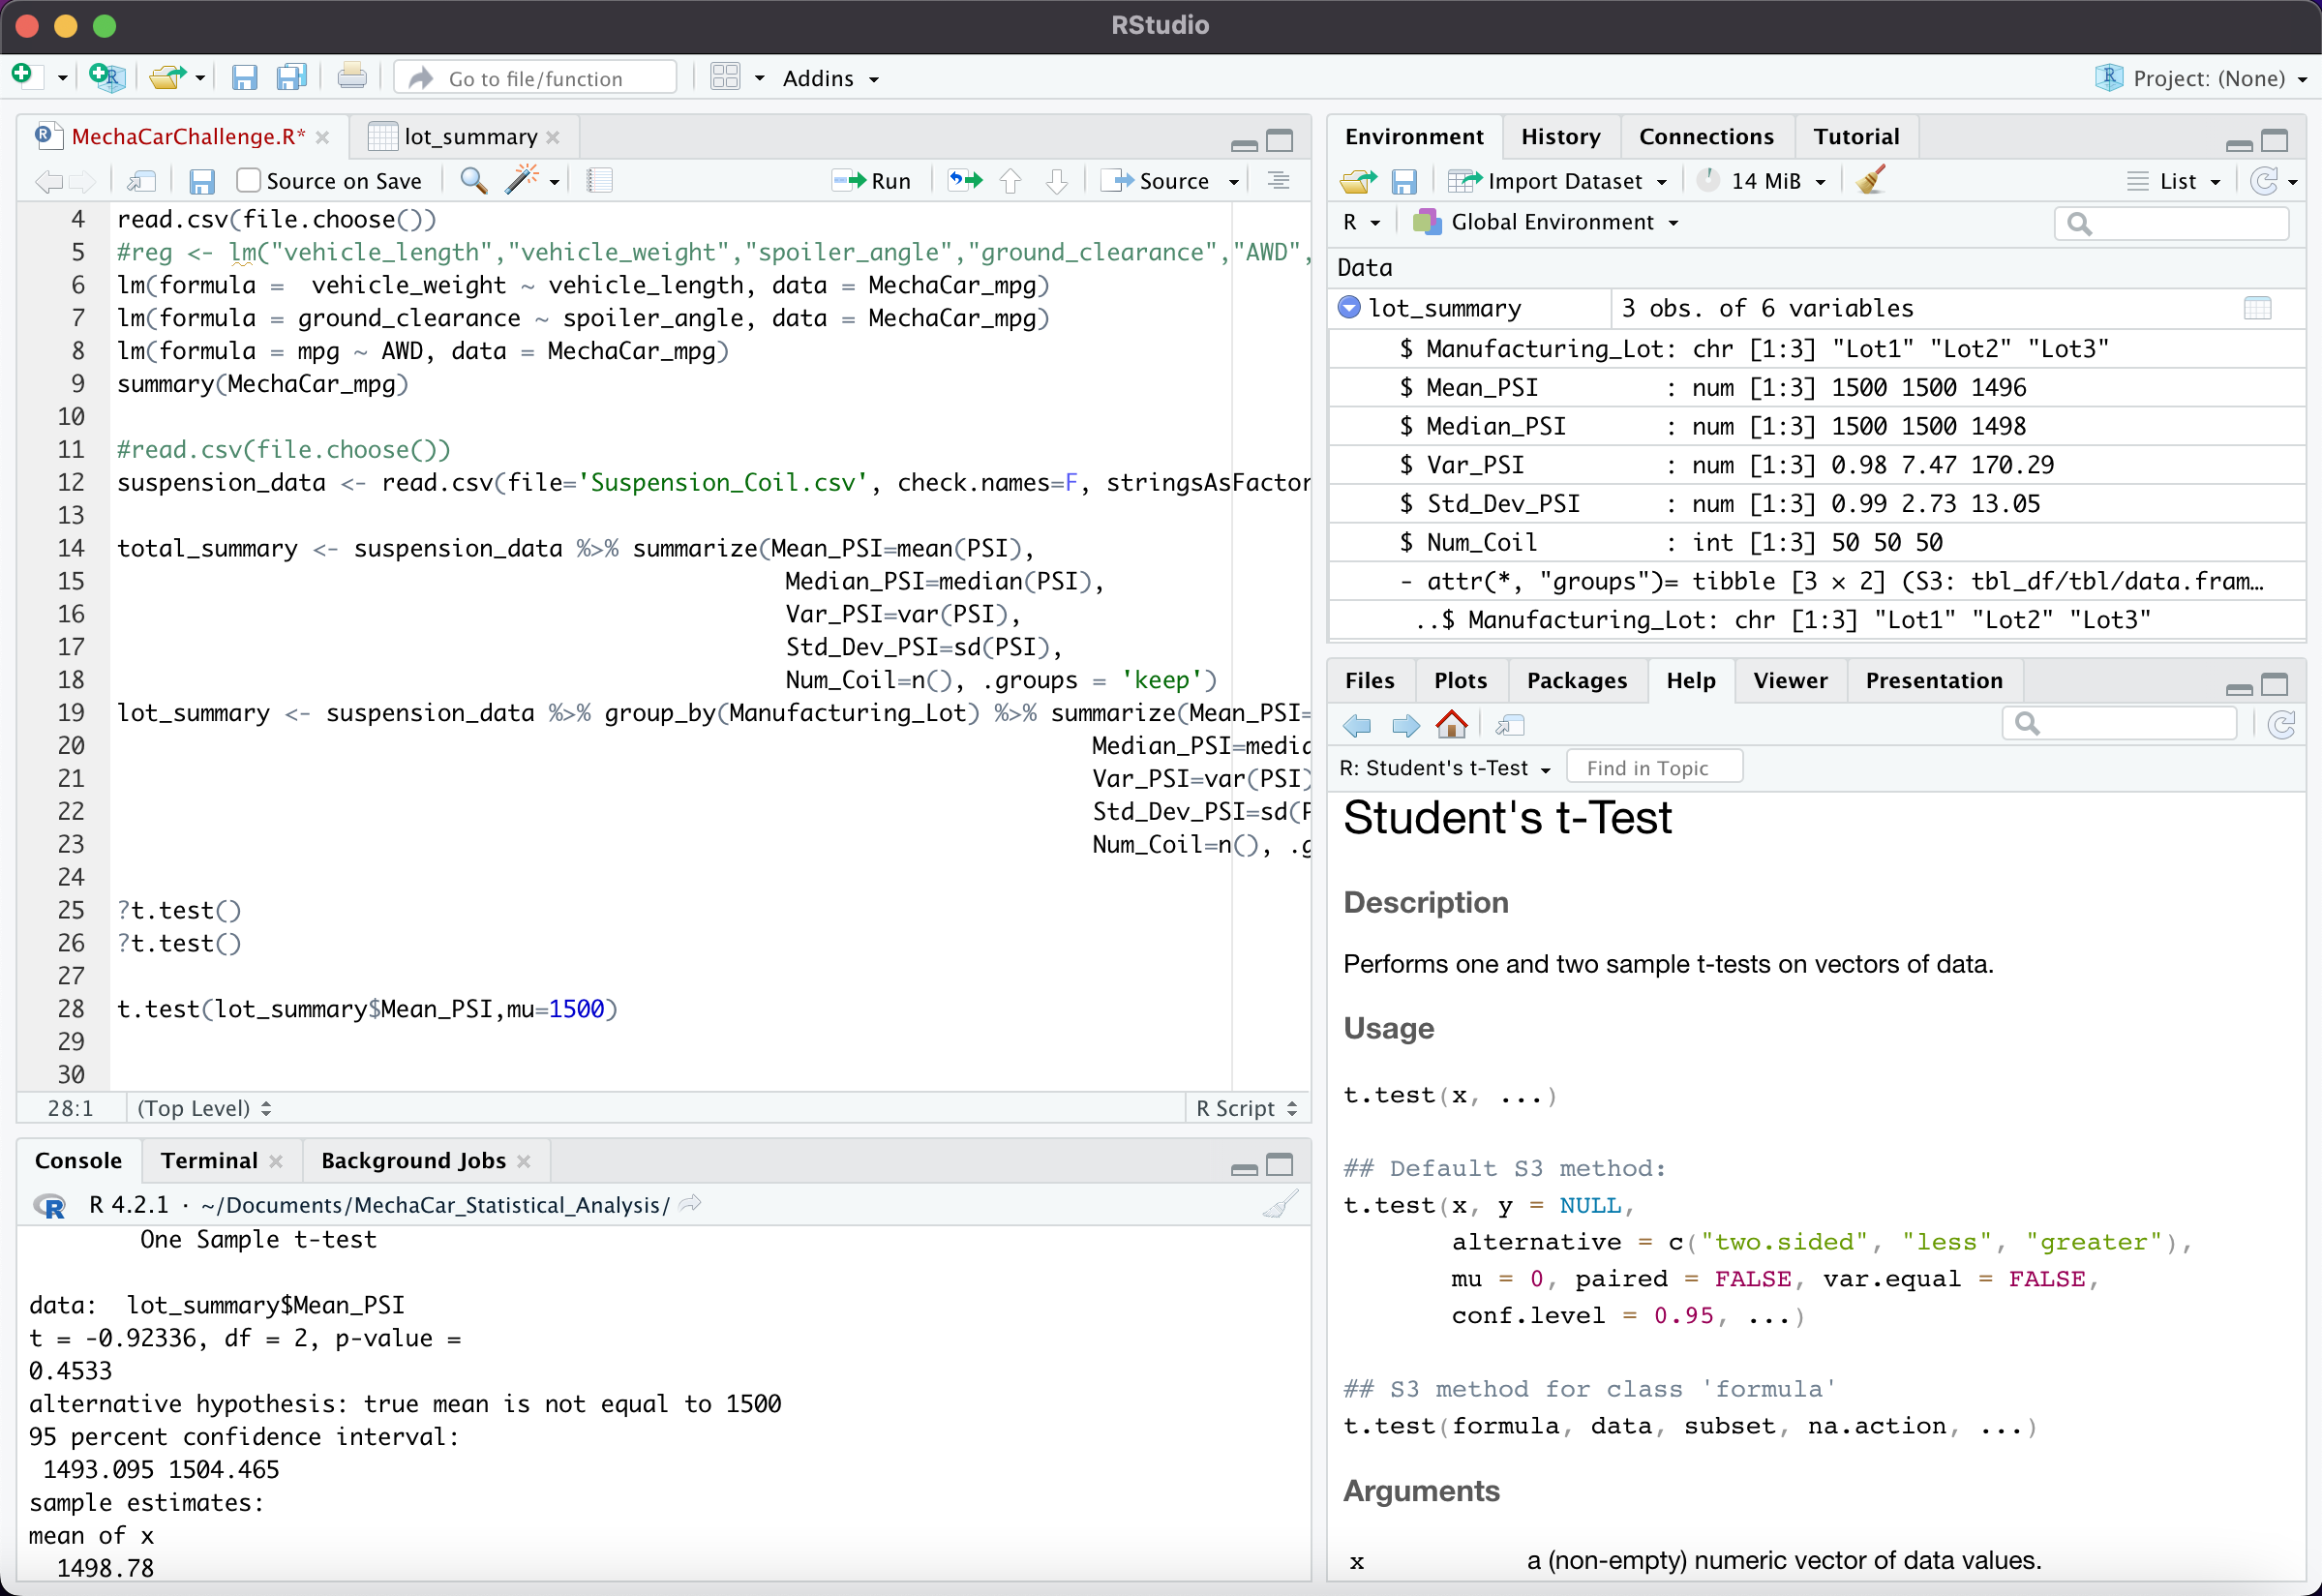 RStudio
Go to file/function
Addins
Project: (None)
MechaCarChallenge.R*
lot_summary
Source on Save
Run
Source
4 read.csv(file.choose())
5 #reg <- lm("vehicle_length","vehicle_weight","spoiler_angle","ground_clearance","AWD",
6 lm(formula =  vehicle_weight ~ vehicle_length, data = MechaCar_mpg)
7 lm(formula = ground_clearance ~ spoiler_angle, data = MechaCar_mpg)
8 lm(formula = mpg ~ AWD, data = MechaCar_mpg)
9 summary(MechaCar_mpg)
10
11 #read.csv(file.choose())
12 suspension_data <- read.csv(file='Suspension_Coil.csv', check.names=F, stringsAsFactor
13
14 total_summary <- suspension_data %>% summarize(Mean_PSI=mean(PSI),
15 Median_PSI=median(PSI),
16 Var_PSI=var(PSI),
17 Std_Dev_PSI=sd(PSI),
18 Num_Coil=n(), .groups = 'keep')
19 lot_summary <- suspension_data %>% group_by(Manufacturing_Lot) %>% summarize(Mean_PSI=
20 Median_PSI=media
21 Var_PSI=var(PSI)
22 Std_Dev_PSI=sd(P
23 Num_Coil=n(), .g
24
25 ?t.test()
26 ?t.test()
27
28 t.test(lot_summary$Mean_PSI,mu=1500)
29
30
28:1 (Top Level) R Script
Console Terminal Background Jobs
R 4.2.1 · ~/Documents/MechaCar_Statistical_Analysis/
One Sample t-test
data:  lot_summary$Mean_PSI
t = -0.92336, df = 2, p-value =
0.4533
alternative hypothesis: true mean is not equal to 1500
95 percent confidence interval:
1493.095 1504.465
sample estimates:
mean of x
1498.78
Environment History Connections Tutorial
Import Dataset 14 MiB List
R Global Environment
Data
lot_summary 3 obs. of 6 variables
$ Manufacturing_Lot: chr [1:3] "Lot1" "Lot2" "Lot3"
$ Mean_PSI : num [1:3] 1500 1500 1496
$ Median_PSI : num [1:3] 1500 1500 1498
$ Var_PSI : num [1:3] 0.98 7.47 170.29
$ Std_Dev_PSI : num [1:3] 0.99 2.73 13.05
$ Num_Coil : int [1:3] 50 50 50
- attr(*, "groups")= tibble [3 × 2] (S3: tbl_df/tbl/data.fram…
..$ Manufacturing_Lot: chr [1:3] "Lot1" "Lot2" "Lot3"
Files Plots Packages Help Viewer Presentation
R: Student's t-Test Find in Topic
Student's t-Test
Description
Performs one and two sample t-tests on vectors of data.
Usage
t.test(x, ...)
## Default S3 method:
t.test(x, y = NULL,
alternative = c("two.sided", "less", "greater"),
mu = 0, paired = FALSE, var.equal = FALSE,
conf.level = 0.95, ...)
## S3 method for class 'formula'
t.test(formula, data, subset, na.action, ...)
Arguments
x a (non-empty) numeric vector of data values.